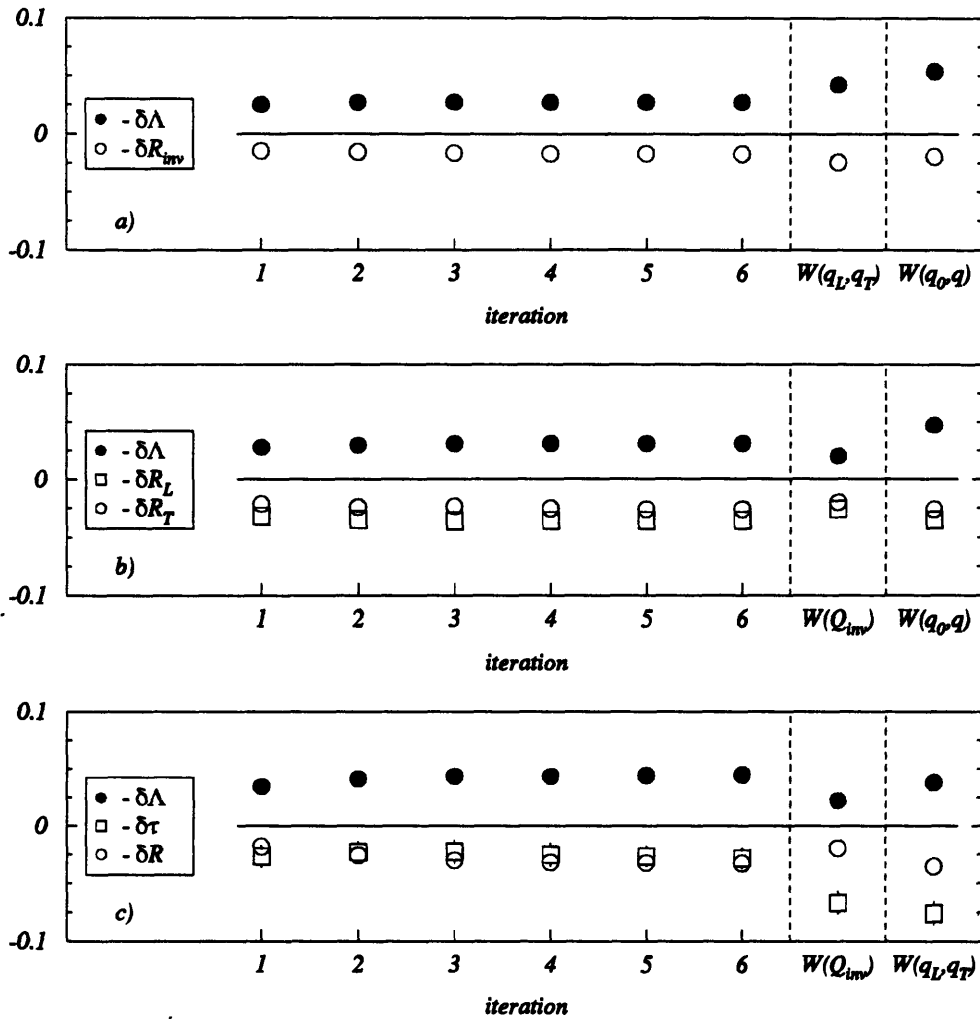 0.1
● - δΛ
○ - δR_inv
0
a)
-0.1
1 2 3 4 5 6 W(q_L,q_T) W(q_0,q)
iteration
0.1
● - δΛ
□ - δR_L
○ - δR_T
0
b)
-0.1
1 2 3 4 5 6 W(Q_inv) W(q_0,q)
iteration
0.1
● - δΛ
□ - δτ
○ - δR
0
c)
-0.1
1 2 3 4 5 6 W(Q_inv) W(q_L,q_T)
iteration